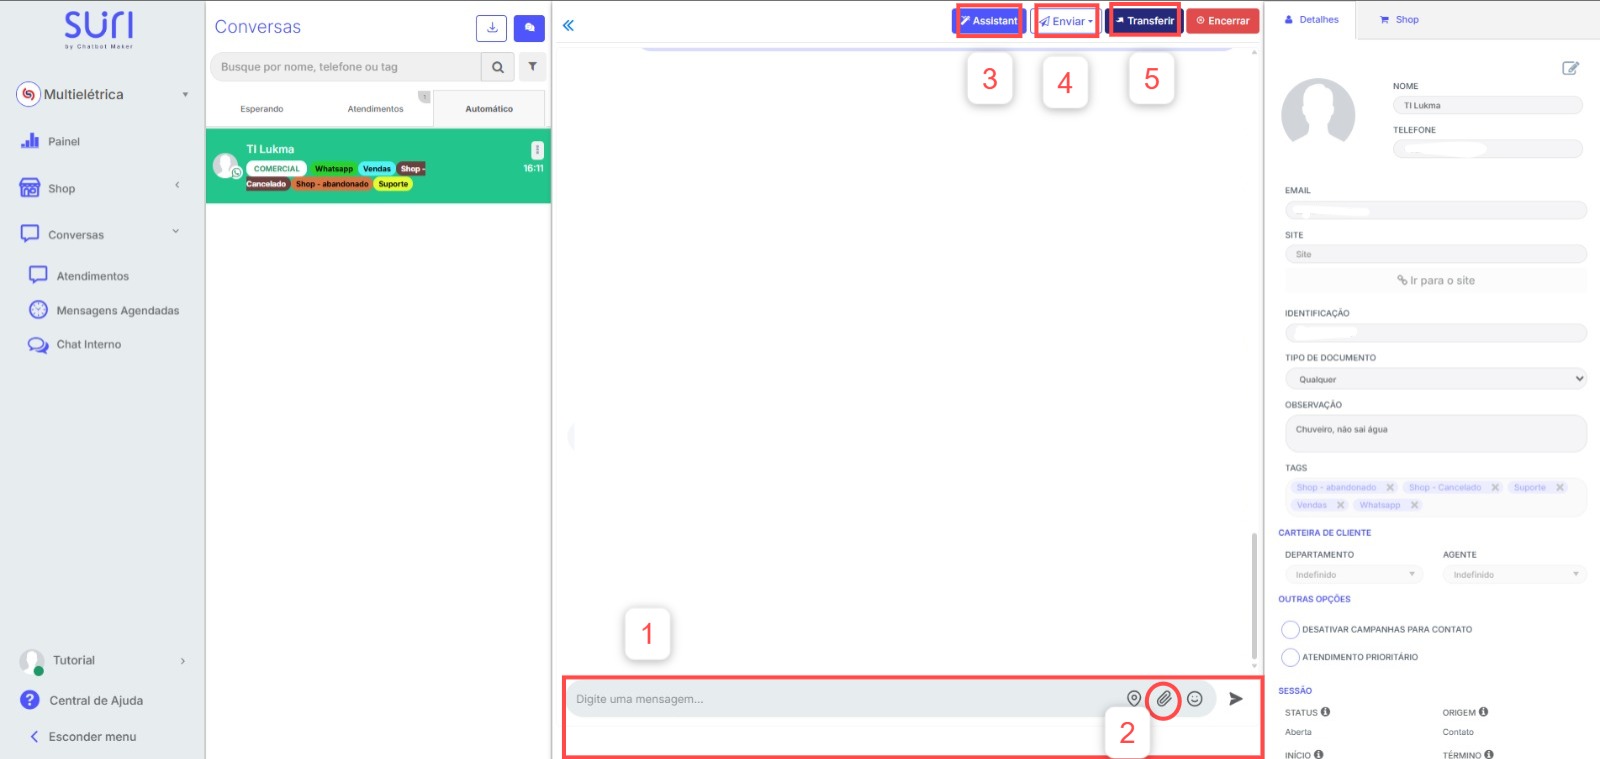 SURI
by Chatbot Maker
Multielétrica
Painel
Shop
Conversas
Atendimentos
Mensagens Agendadas
Chat Interno
Tutorial
Central de Ajuda
Esconder menu
Conversas
Busque por nome, telefone ou tag
Esperando
Atendimentos
1
Automático
TI Lukma
COMERCIAL Whatsapp Vendas Shop -
Cancelado Shop - abandonado Suporte
16:11
Assistant
Enviar
Transferir
Encerrar
3
4
5
1
Digite uma mensagem...
2
Detalhes
Shop
NOME
TI Lukma
TELEFONE
EMAIL
SITE
Site
Ir para o site
IDENTIFICAÇÃO
TIPO DE DOCUMENTO
Qualquer
OBSERVAÇÃO
Chuveiro, não sai água
TAGS
Shop - abandonado Shop - Cancelado Suporte
Vendas Whatsapp
CARTEIRA DE CLIENTE
DEPARTAMENTO AGENTE
Indefinido Indefinido
OUTRAS OPÇÕES
DESATIVAR CAMPANHAS PARA CONTATO
ATENDIMENTO PRIORITÁRIO
SESSÃO
STATUS ORIGEM
Aberta Contato
INÍCIO TÉRMINO